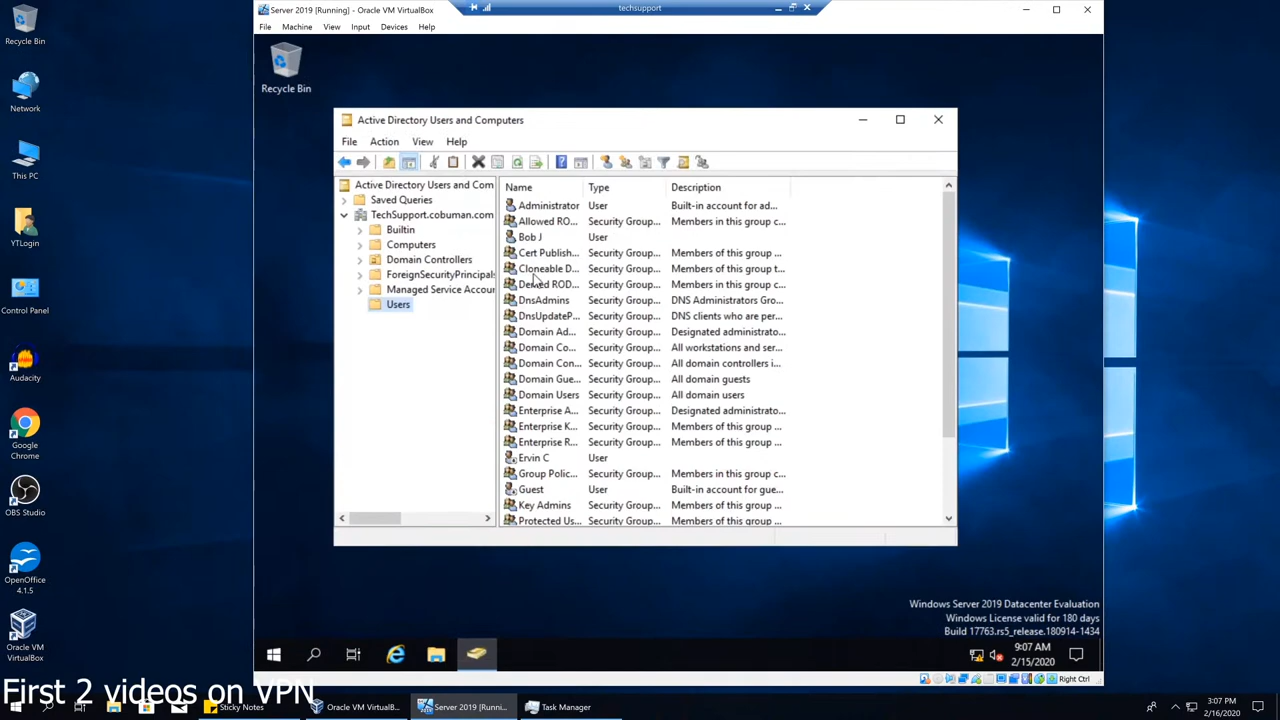 Server 2019 [Running] - Oracle VM VirtualBox
techsupport
File Machine View Input Devices Help
Recycle Bin
Network
This PC
YTLogin
Control Panel
Audacity
Google
Chrome
OBS Studio
OpenOffice
4.1.5
Oracle VM
VirtualBox
Recycle Bin
Active Directory Users and Computers
File Action View Help
Active Directory Users and Com
Saved Queries
TechSupport.cobuman.com
Builtin
Computers
Domain Controllers
ForeignSecurityPrincipals
Managed Service Accour
Users
Name Type Description
Administrator User Built-in account for ad...
Allowed RO... Security Group... Members in this group c...
Bob J User
Cert Publish... Security Group... Members of this group ...
Cloneable D... Security Group... Members of this group t...
Denied ROD... Security Group... Members in this group c...
DnsAdmins Security Group... DNS Administrators Gro...
DnsUpdateP... Security Group... DNS clients who are per...
Domain Ad... Security Group... Designated administrato...
Domain Co... Security Group... All workstations and ser...
Domain Con... Security Group... All domain controllers i...
Domain Gue... Security Group... All domain guests
Domain Users Security Group... All domain users
Enterprise A... Security Group... Designated administrato...
Enterprise K... Security Group... Members of this group ...
Enterprise R... Security Group... Members of this group ...
Ervin C User
Group Polic... Security Group... Members in this group c...
Guest User Built-in account for gue...
Key Admins Security Group... Members of this group ...
Protected Us... Security Group... Members of this group ...
Windows Server 2019 Datacenter Evaluation
Windows License valid for 180 days
Build 17763.rs5_release.180914-1434
9:07 AM
2/15/2020
Right Ctrl
First 2 videos on VPN
Sticky Notes
Oracle VM VirtualB...
Server 2019 [Runni...
Task Manager
3:07 PM
2/16/2020